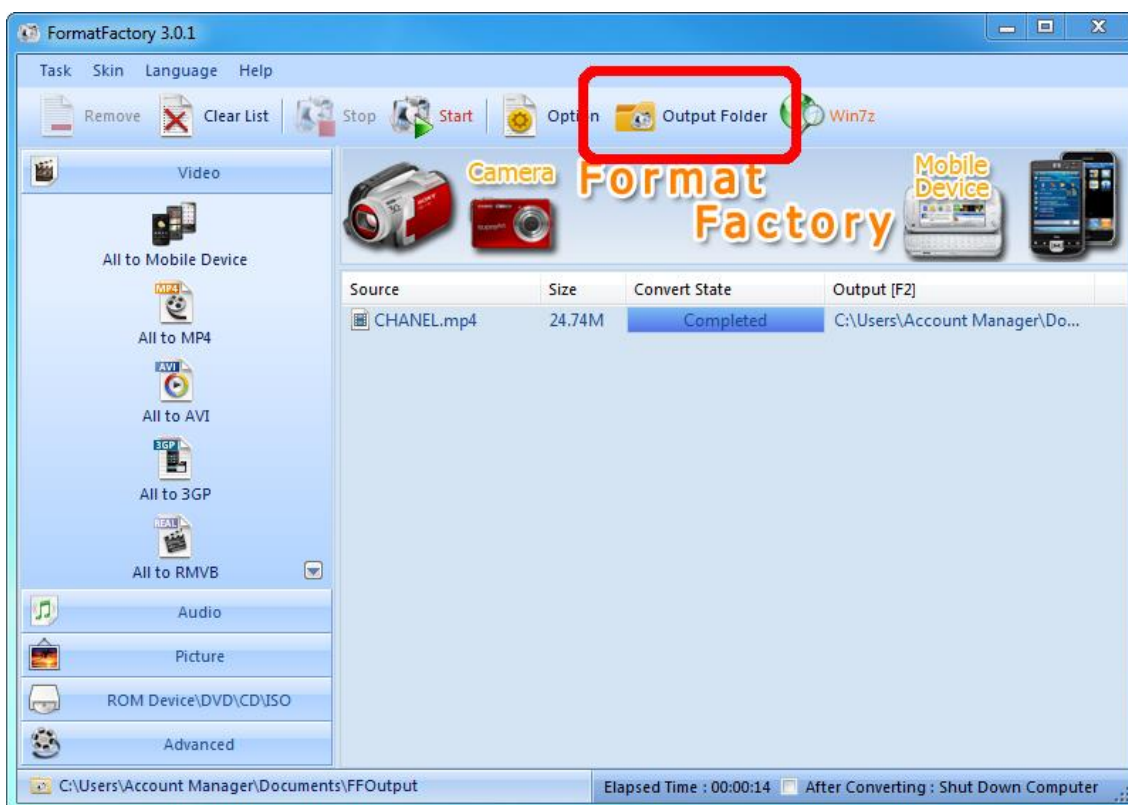 FormatFactory 3.0.1
Task Skin Language Help
Remove Clear List Stop Start Option Output Folder Win7z
Video
Camera Format Factory Mobile Device
All to Mobile Device
MP4
All to MP4
AVI
All to AVI
3GP
All to 3GP
REAL
All to RMVB
Source Size Convert State Output [F2]
CHANEL.mp4 24.74M Completed C:\Users\Account Manager\Do...
Audio
Picture
ROM Device\DVD\CD\ISO
Advanced
C:\Users\Account Manager\Documents\FFOutput Elapsed Time : 00:00:14 After Converting : Shut Down Computer